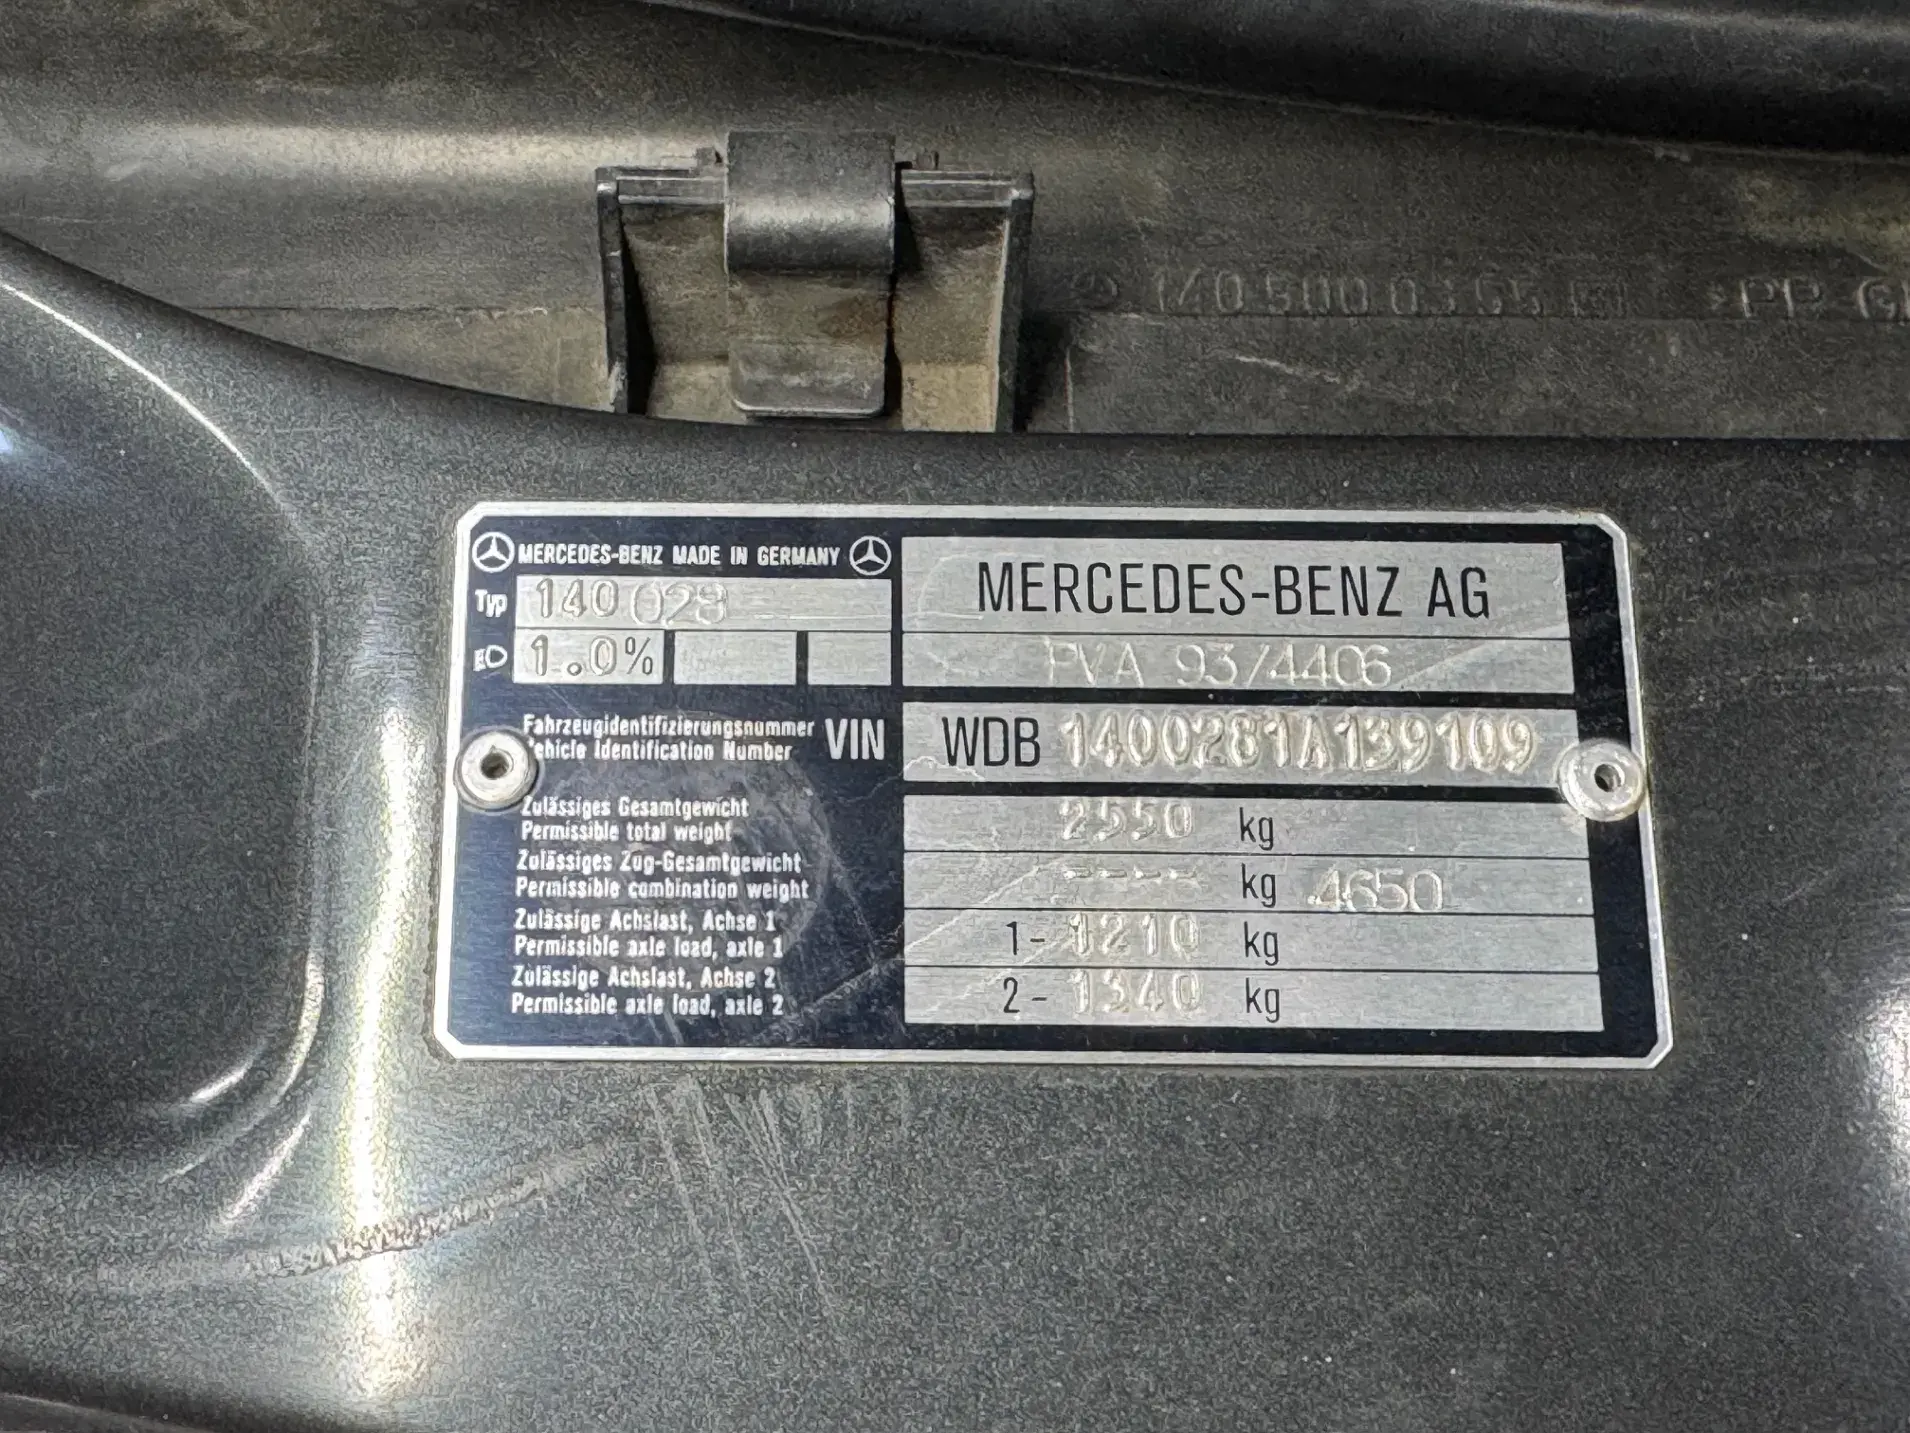 140 500 0355
MERCEDES-BENZ MADE IN GERMANY
MERCEDES-BENZ AG
Typ 140 028
1.0%
FVA 93/4406
Fahrzeugidentifizierungsnummer
Vehicle Identification Number
VIN WDB 1400281A139109
Zulässiges Gesamtgewicht
Permissible total weight
2550 kg
Zulässiges Zug-Gesamtgewicht
Permissible combination weight
---- kg 4650
Zulässige Achslast, Achse 1
Permissible axle load, axle 1
1- 1210 kg
Zulässige Achslast, Achse 2
Permissible axle load, axle 2
2- 1340 kg